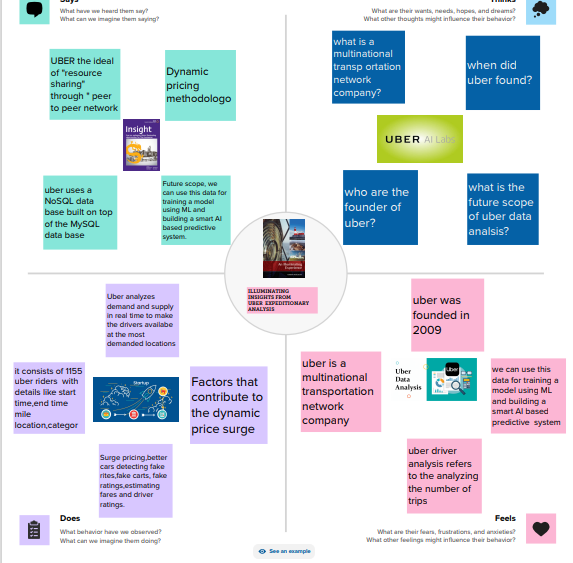 Says
What have we heard them say?
What can we imagine them saying?
Thinks
What are their wants, needs, hopes, and dreams?
What other thoughts might influence their behavior?
UBER the ideal
of "resource
sharing"
through " peer
to peer network
Dynamic
pricing
methodolog
Insight
uber uses a
NoSQL data
base built on top
of the MySQL
data base
Future scope, we
can use this data for
training a model
using ML and
building a smart AI
based predictive
system.
what is a
multinational
transp ortation
network
company?
when did
uber found?
UBER AI Labs
who are the
founder of
uber?
what is the
future scope
of uber data
analsis?
ILLUMINATING
INSIGHTS FROM
UBER EXPEDITIONARY
ANALYSIS
Uber analyzes
demand and supply
in real time to make
the drivers availabe
at the most
demanded locations
it consists of 1155
uber riders with
details like start
time,end time
mile
location,categor
Startup
Factors that
contribute to
the dynamic
price surge
Surge pricing,better
cars detecting fake
rites,fake carts, fake
ratings,estimating
fares and driver
ratings.
uber was
founded in
2009
uber is a
multinational
transportation
network
company
Uber
Data
Analysis
Uber
we can use this
data for training a
model using ML
and building a
smart AI based
predictive system
uber driver
analysis refers
to the analyzing
the number of
trips
Does
What behavior have we observed?
What can we imagine them doing?
Feels
What are their fears, frustrations, and anxieties?
What other feelings might influence their behavior?
See an example